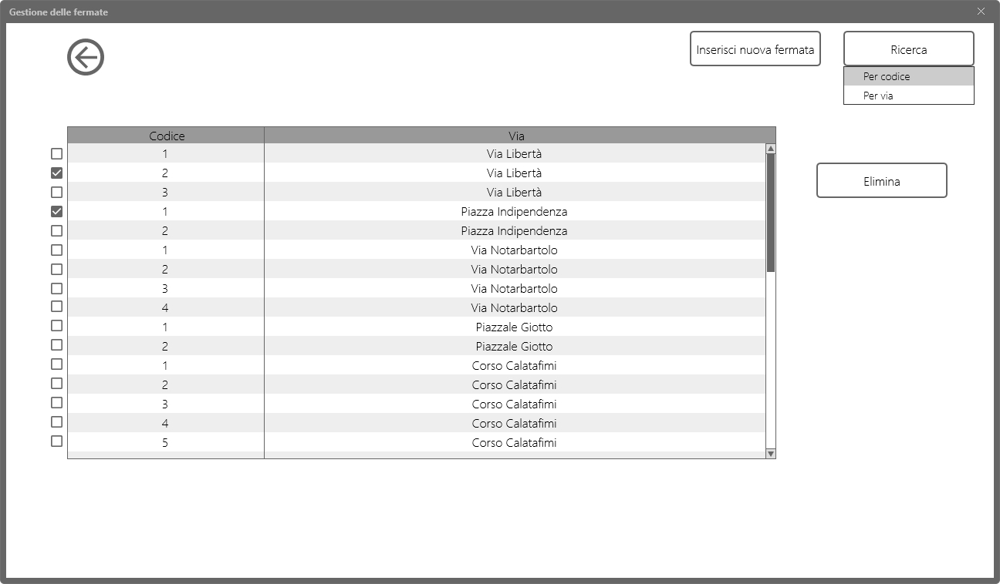 Gestione delle fermate
Inserisci nuova fermata
Ricerca
Per codice
Per via
Codice Via
1 Via Libertà
2 Via Libertà
3 Via Libertà
1 Piazza Indipendenza
2 Piazza Indipendenza
1 Via Notarbartolo
2 Via Notarbartolo
3 Via Notarbartolo
4 Via Notarbartolo
1 Piazzale Giotto
2 Piazzale Giotto
1 Corso Calatafimi
2 Corso Calatafimi
3 Corso Calatafimi
4 Corso Calatafimi
5 Corso Calatafimi
Elimina